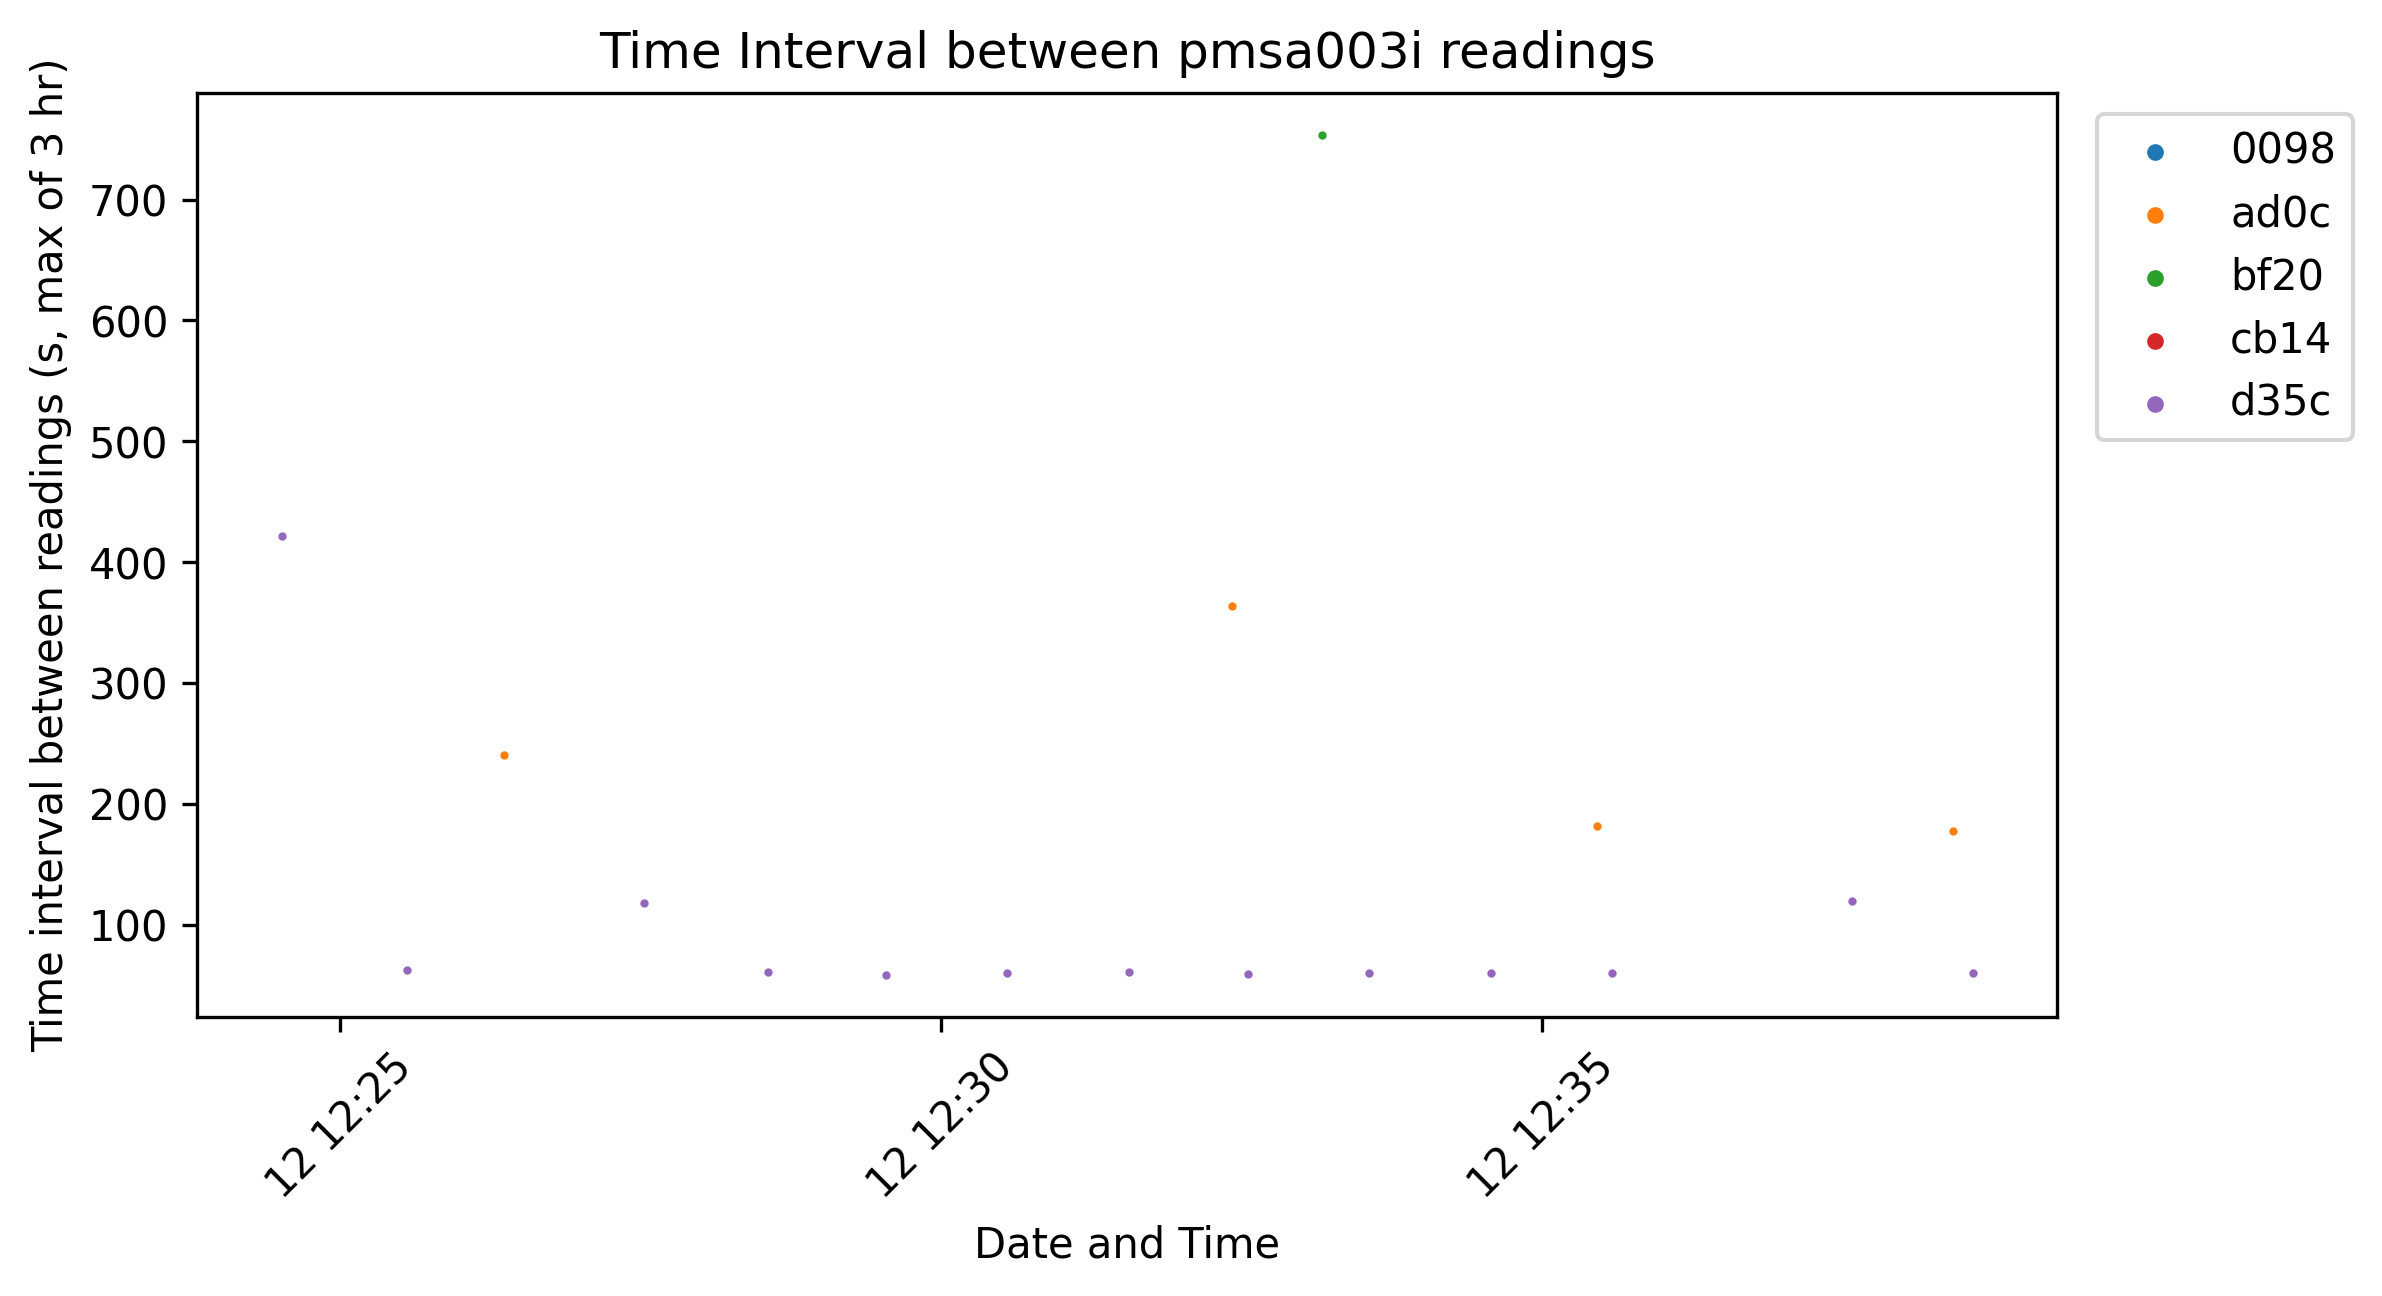 Time Interval between pmsa003i readings
Time interval between readings (s, max of 3 hr)
700
600
500
400
300
200
100
12 12:25
12 12:30
12 12:35
Date and Time
0098
ad0c
bf20
cb14
d35c